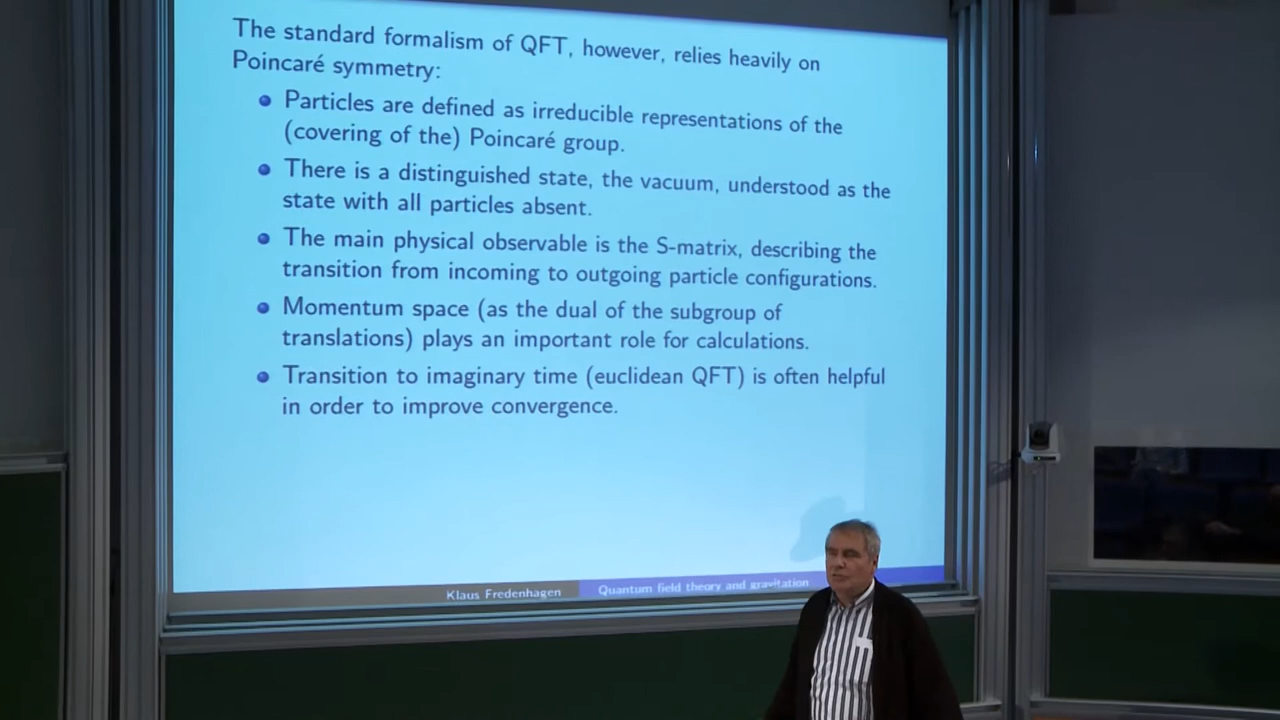 The standard formalism of QFT, however, relies heavily on
Poincaré symmetry:
Particles are defined as irreducible representations of the
(covering of the) Poincaré group.
There is a distinguished state, the vacuum, understood as the
state with all particles absent.
The main physical observable is the S-matrix, describing the
transition from incoming to outgoing particle configurations.
Momentum space (as the dual of the subgroup of
translations) plays an important role for calculations.
Transition to imaginary time (euclidean QFT) is often helpful
in order to improve convergence.
Klaus Fredenhagen
Quantum field theory and gravitation